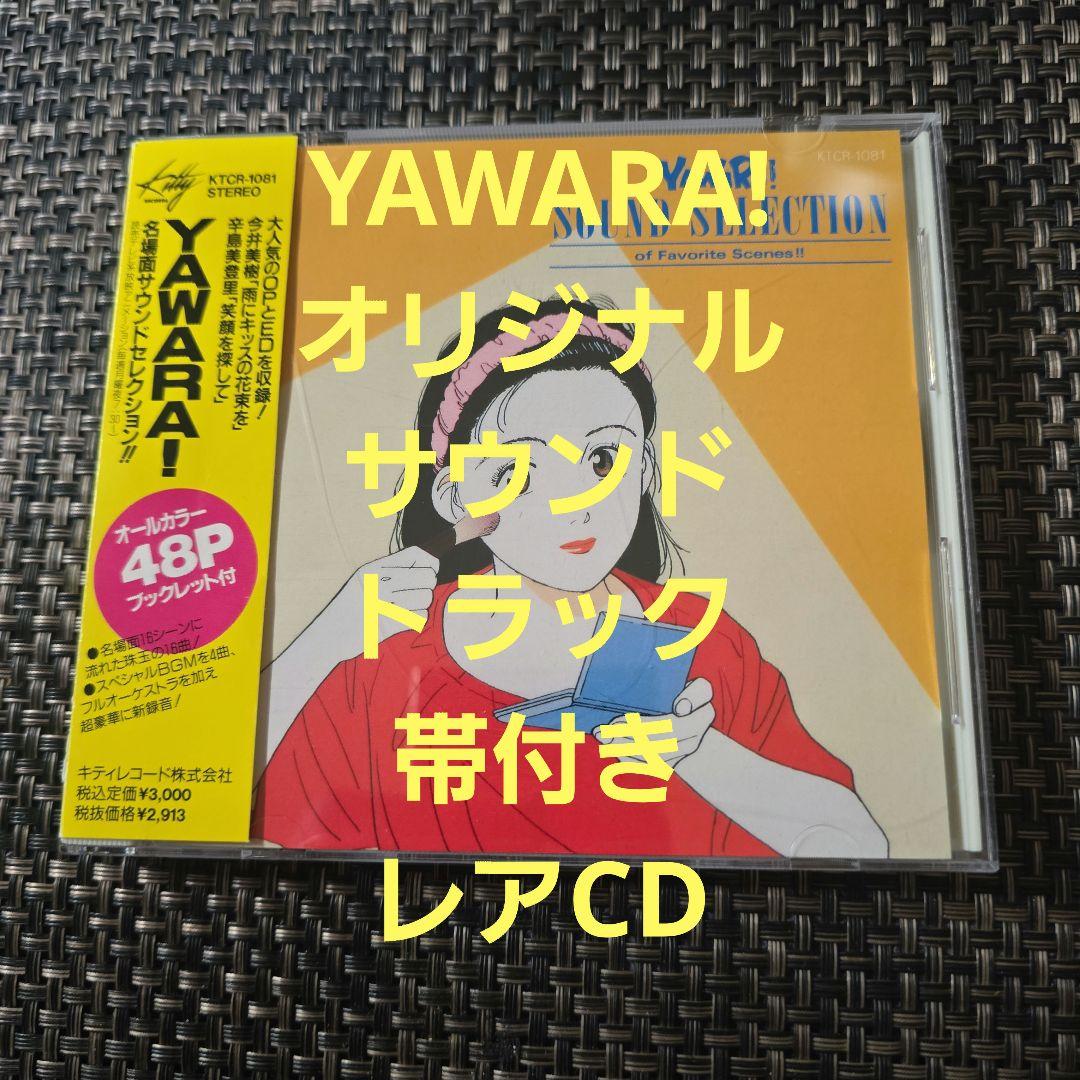 YAWARA!
オリジナル
サウンド
トラック
帯付き
レアCD
Kitty
RECORDS
KTCR-1081
STEREO
大人気のOPとEDを収録!
今井美樹「雨にキッスの花束を」
辛島美登里「笑顔を探して」
YAWARA!
名場面サウンドセレクション!!
オールカラー
48P
ブックレット付
●名場面16シーンに
流れた珠玉の16曲!
●スペシャルBGMを4曲、
フルオーケストラを加え
超豪華に新録音!
キティレコード株式会社
税込定価¥3,000
税抜価格¥2,913
KTCR-1081
YAWARA!
SOUND SELECTION
of Favorite Scenes!!